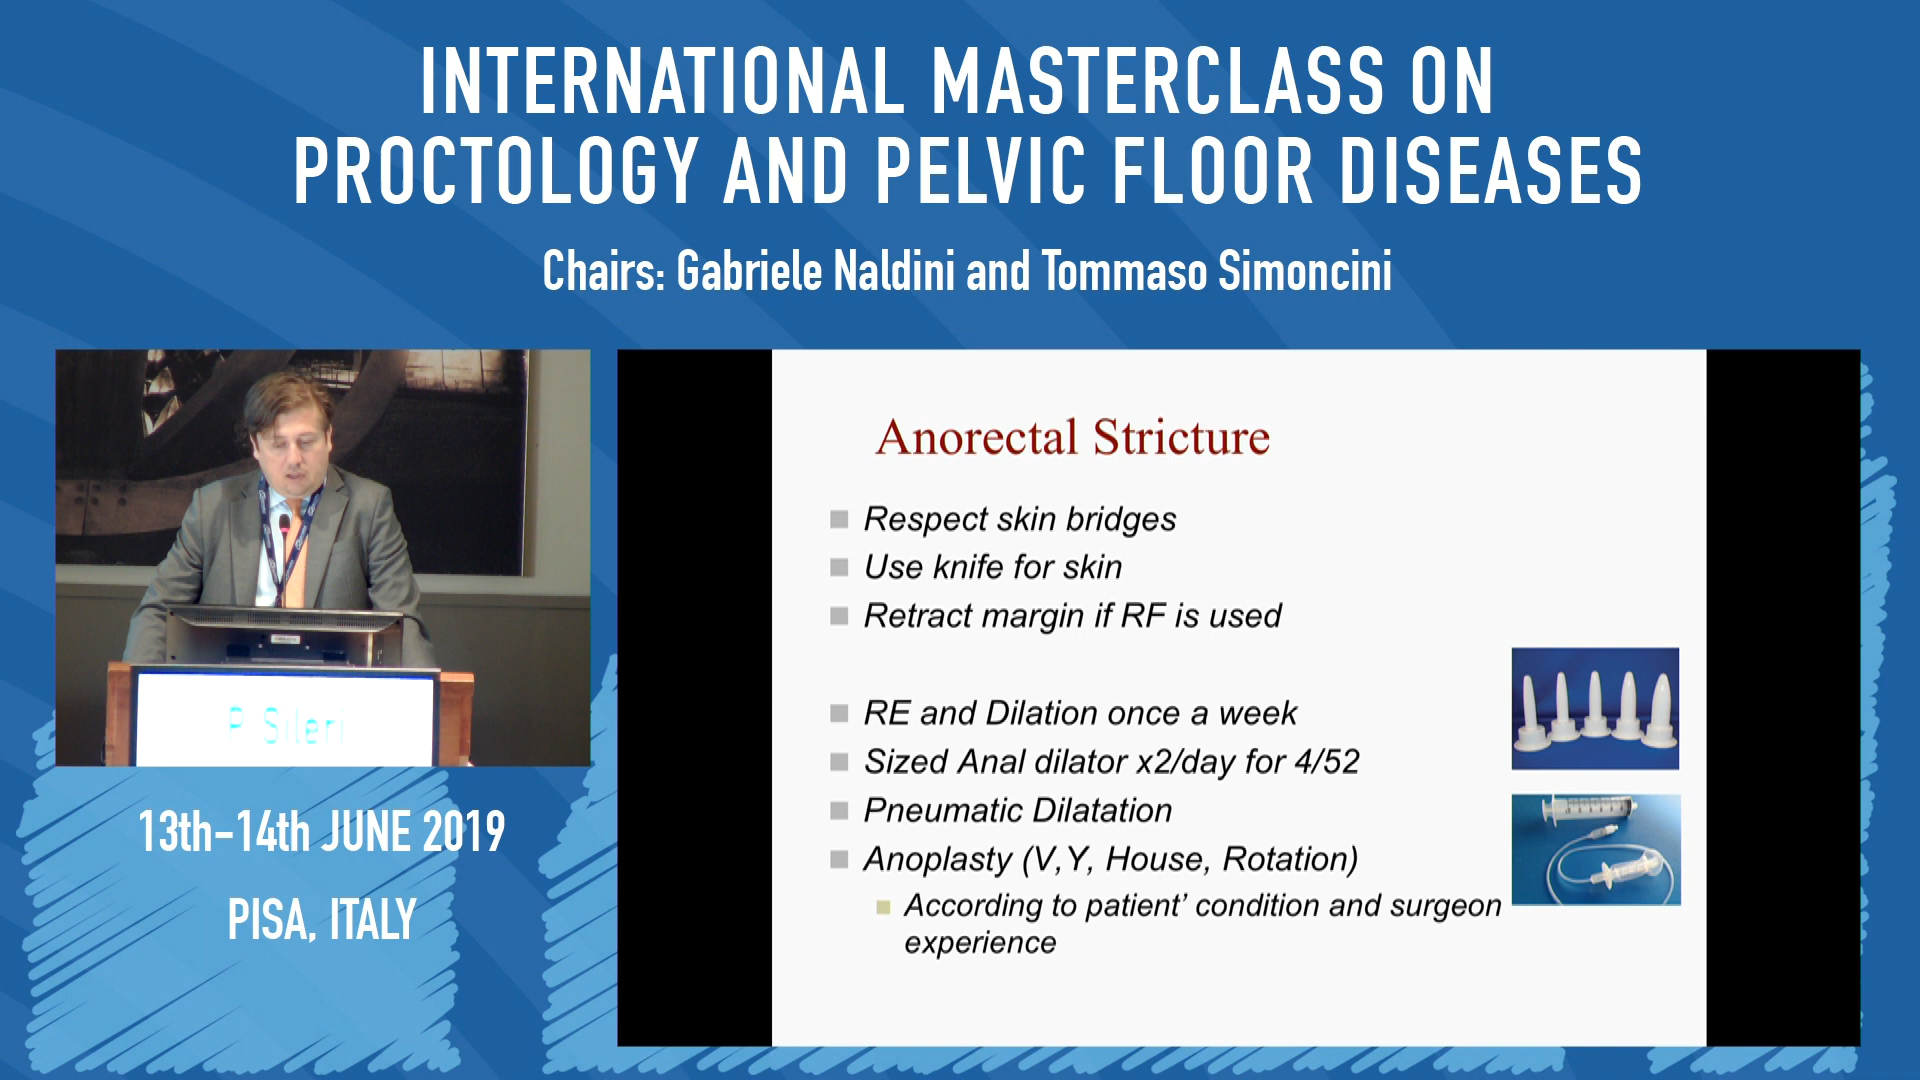 INTERNATIONAL MASTERCLASS ON
PROCTOLOGY AND PELVIC FLOOR DISEASES
Chairs: Gabriele Naldini and Tommaso Simoncini
P Sileri
13th-14th JUNE 2019
PISA, ITALY
Anorectal Stricture
Respect skin bridges
Use knife for skin
Retract margin if RF is used
RE and Dilation once a week
Sized Anal dilator x2/day for 4/52
Pneumatic Dilatation
Anoplasty (V,Y, House, Rotation)
According to patient’ condition and surgeon
experience